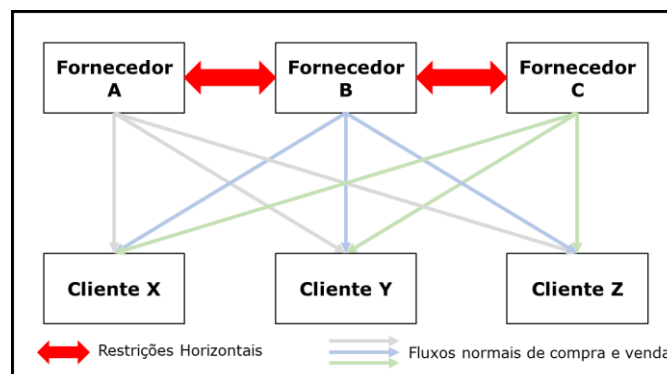 Fornecedor
A
Fornecedor
B
Fornecedor
C
Cliente X
Cliente Y
Cliente Z
Restrições Horizontais
Fluxos normais de compra e venda